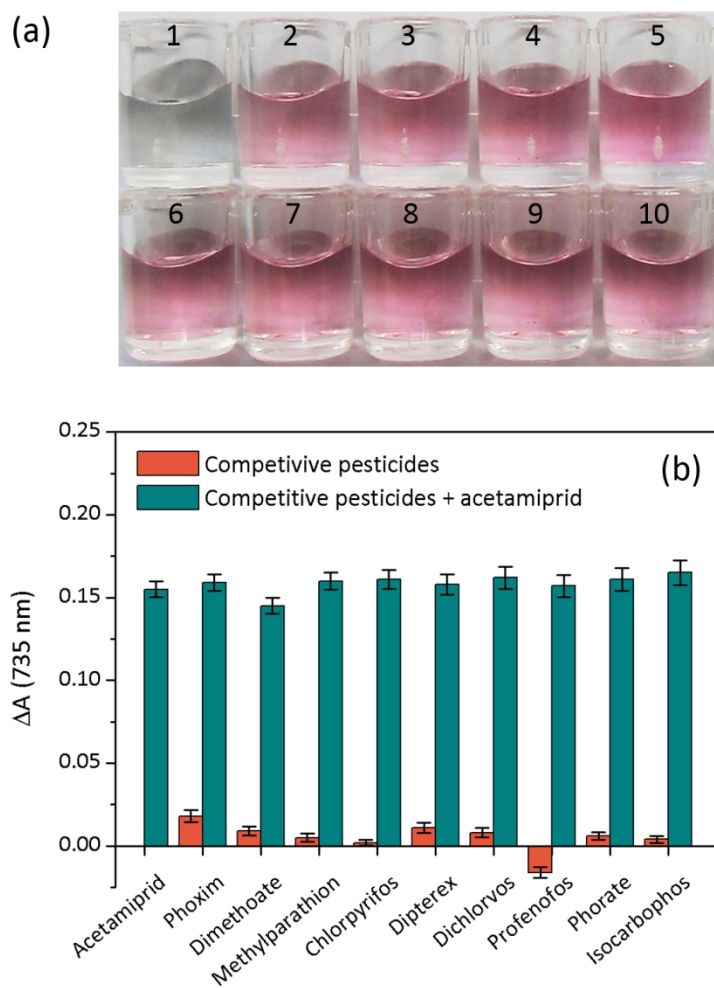 (a)
1 2 3 4 5
6 7 8 9 10
0.25
Competivive pesticides
(b)
Competitive pesticides + acetamiprid
0.20
0.15
0.10
0.05
0.00
ΔA (735 nm)
Acetamiprid
Phoxim
Dimethoate
Methylparathion
Chlorpyrifos
Dipterex
Dichlorvos
Profenofos
Phorate
Isocarbophos